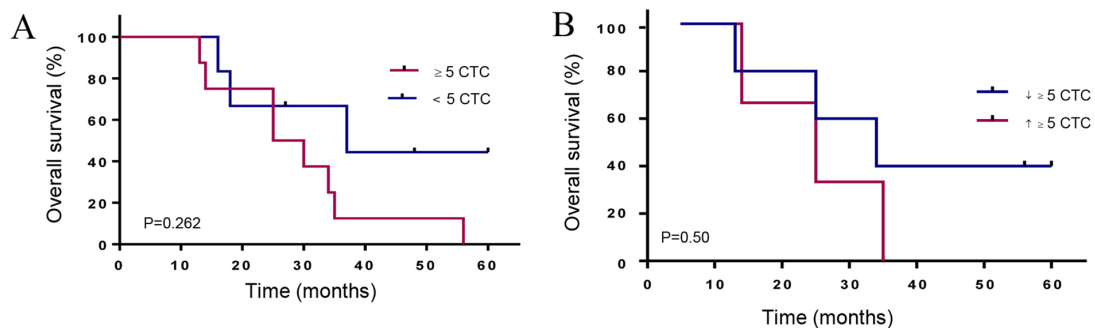 A
Overall survival (%)
100
80
60
40
20
0
0 10 20 30 40 50 60
Time (months)
≥ 5 CTC
< 5 CTC
P=0.262
B
Overall survival (%)
100
80
60
40
20
0
0 10 20 30 40 50 60
Time (months)
↓ ≥ 5 CTC
↑ ≥ 5 CTC
P=0.50